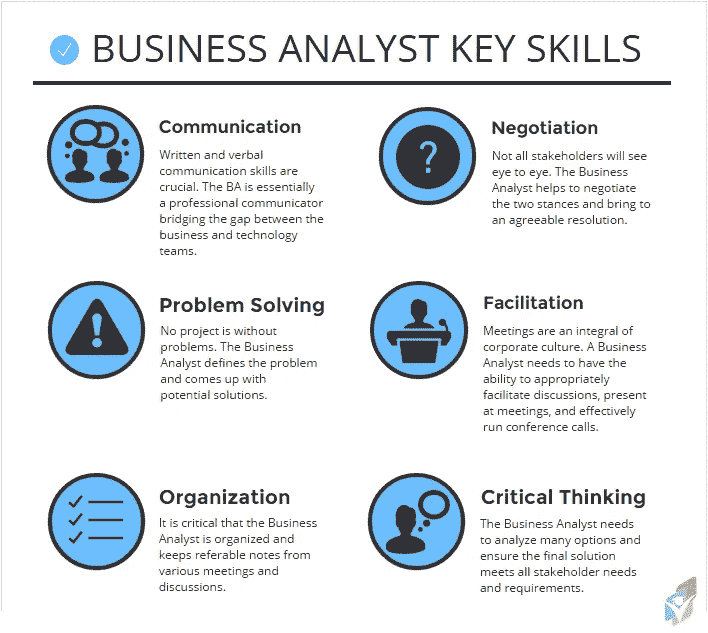 BUSINESS ANALYST KEY SKILLS
Communication
Written and verbal
communication skills are
crucial. The BA is essentially
a professional communicator
bridging the gap between the
business and technology
teams.
Negotiation
Not all stakeholders will see
eye to eye. The Business
Analyst helps to negotiate
the two stances and bring to
an agreeable resolution.
?
Problem Solving
No project is without
problems. The Business
Analyst defines the problem
and comes up with
potential solutions.
!
Facilitation
Meetings are an integral of
corporate culture. A Business
Analyst needs to have the
ability to appropriately
facilitate discussions, present
at meetings, and effectively
run conference calls.
Organization
It is critical that the Business
Analyst is organized and
keeps referable notes from
various meetings and
discussions.
Critical Thinking
The Business Analyst needs
to analyze many options and
ensure the final solution
meets all stakeholder needs
and requirements.